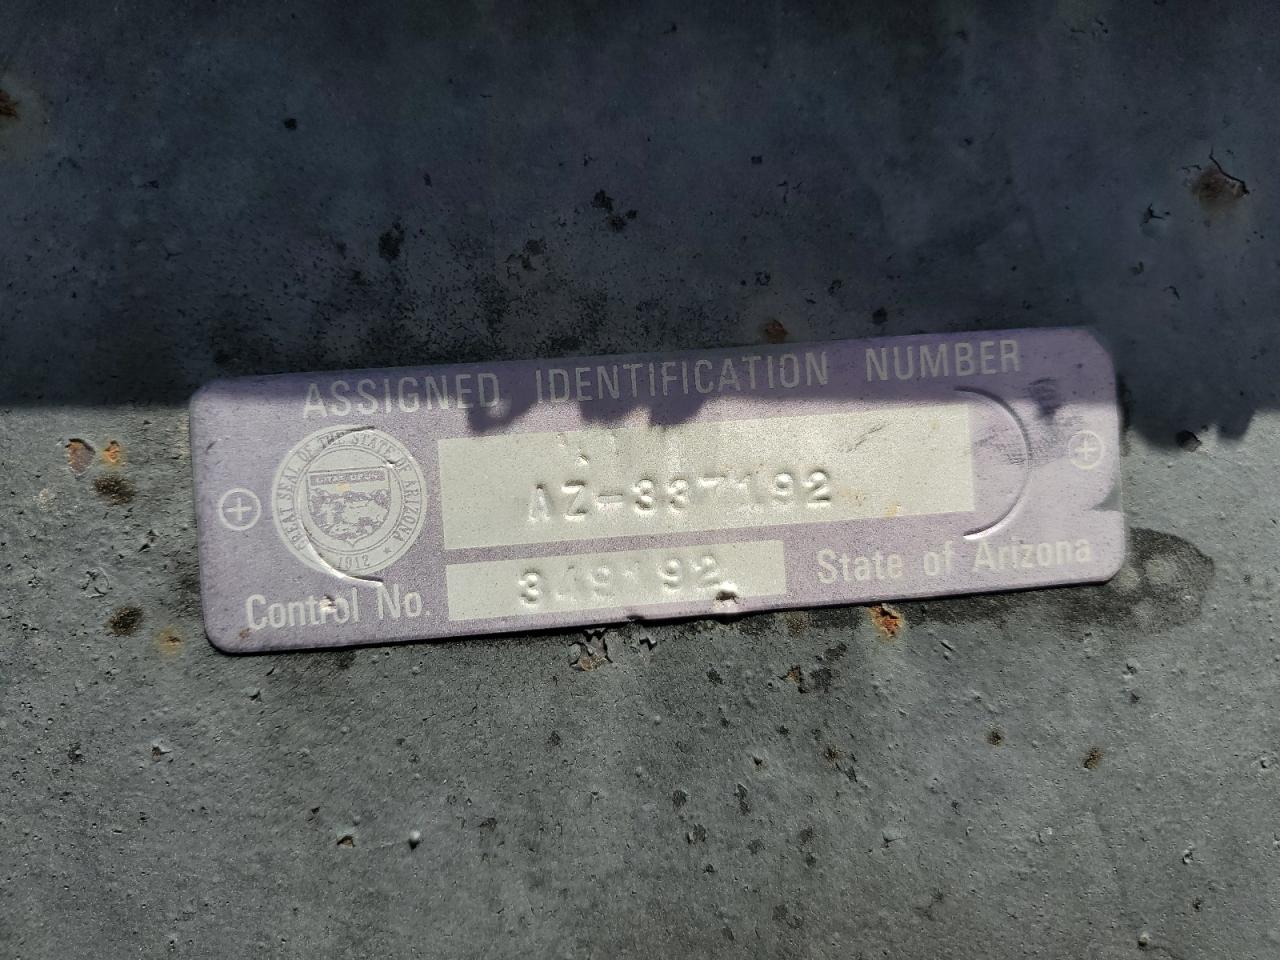 ASSIGNED IDENTIFICATION NUMBER
GREAT SEAL OF THE STATE OF ARIZONA
1912
AZ-337192
Control No.
State of Arizona